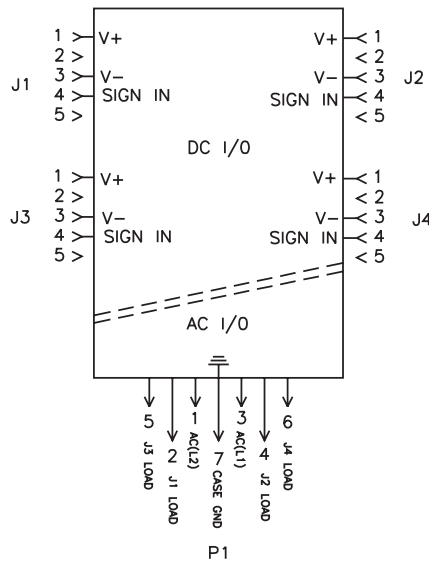 1 V+ V+ 1
2 2
3 V- V- 3
J1 J2
4 SIGN IN SIGN IN 4
5 5
DC I/O
1 V+ V+ 1
2 2
3 V- V- 3
J3 J4
4 SIGN IN SIGN IN 4
5 5
AC I/O
5 J3 LOAD
2 J1 LOAD
1 AC(L2)
7 CASE GND
3 AC(L1)
4 J2 LOAD
6 J4 LOAD
P1